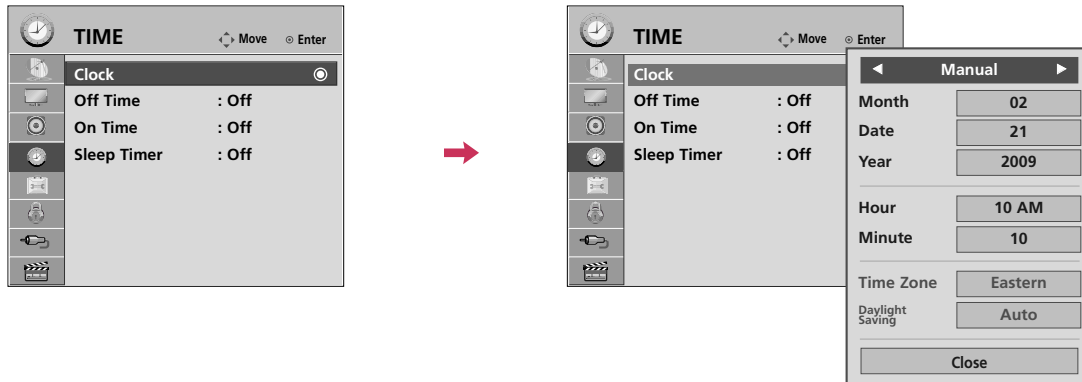 TIME Move Enter
Clock
Off Time : Off
On Time : Off
Sleep Timer : Off
TIME Move Enter
Clock
Off Time : Off
On Time : Off
Sleep Timer : Off
Manual
Month 02
Date 21
Year 2009
Hour 10 AM
Minute 10
Time Zone Eastern
Daylight
Saving
Auto
Close